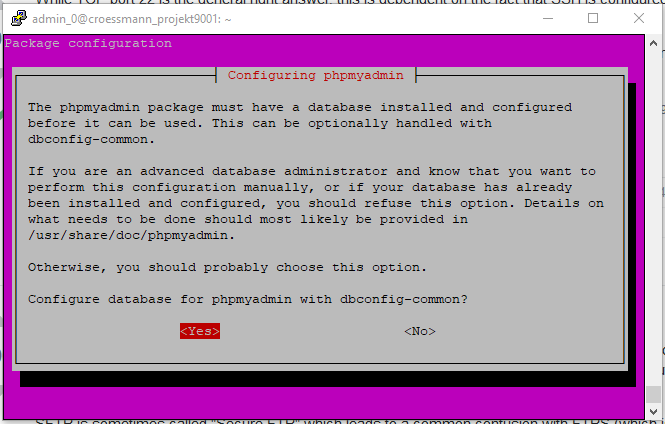 While TCP port 22 is the general right answer, this is dependent on the fact that SSH is configured
admin_0@croessmann_projekt9001: ~
Package configuration
Configuring phpmyadmin
The phpmyadmin package must have a database installed and configured
before it can be used. This can be optionally handled with
dbconfig-common.
If you are an advanced database administrator and know that you want to
perform this configuration manually, or if your database has already
been installed and configured, you should refuse this option. Details on
what needs to be done should most likely be provided in
/usr/share/doc/phpmyadmin.
Otherwise, you should probably choose this option.
Configure database for phpmyadmin with dbconfig-common?
<Yes> <No>
SFTP is sometimes called "Secure FTP" which leads to a common confusion with FTPS (which